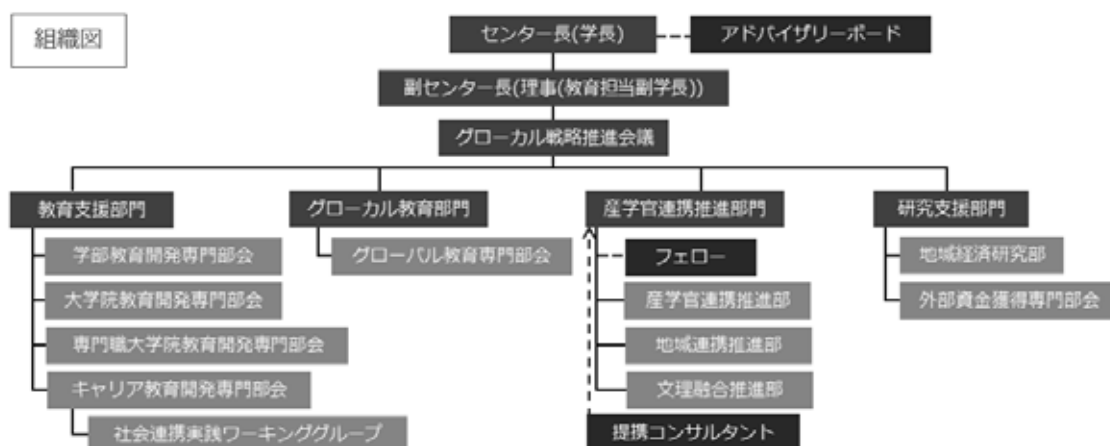 組織図
センター長(学長)
アドバイザリーボード
副センター長(理事(教育担当副学長))
グローカル戦略推進会議
教育支援部門
グローカル教育部門
産学官連携推進部門
研究支援部門
学部教育開発専門部会
グローバル教育専門部会
フェロー
地域経済研究部
大学院教育開発専門部会
産学官連携推進部
外部資金獲得専門部会
専門職大学院教育開発専門部会
地域連携推進部
キャリア教育開発専門部会
文理融合推進部
社会連携実践ワーキンググループ
提携コンサルタント